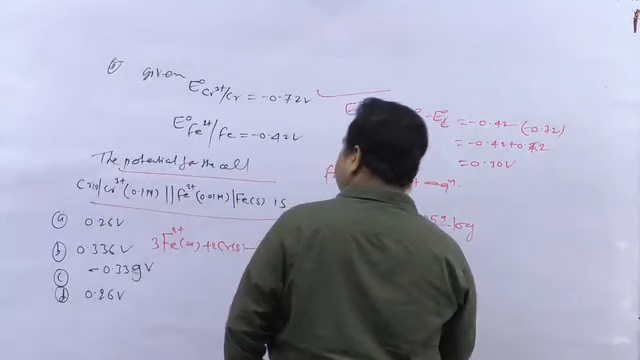 given E°Cr³⁺/Cr = -0.72V
E°Fe²⁺/Fe = -0.42V
The potential for the cell
Cr(s)/Cr³⁺(0.1M) || Fe²⁺(0.01M)|Fe(s) is
(a) 0.26V
(b) 0.336V
(c) -0.339V
(d) 0.26V
-E°L = -0.42-(-0.72)
= -0.42+0.72
= 0.30V
eqⁿ.
log
3Fe²⁺(a)+2Cr(s)